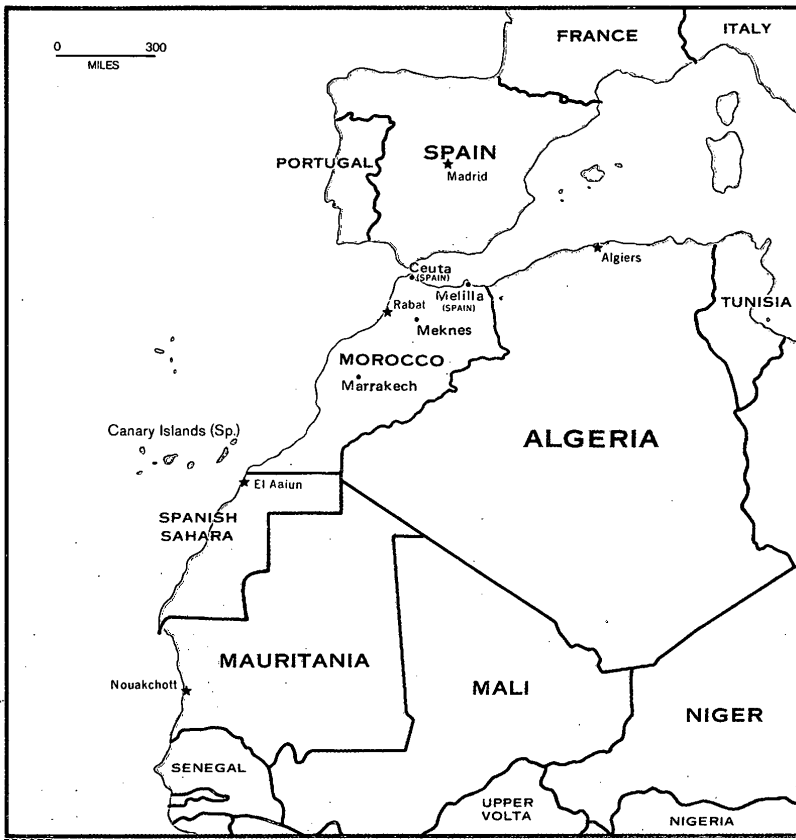 0 300
MILES
FRANCE
ITALY
SPAIN
PORTUGAL
Madrid
Ceuta
(SPAIN)
Algiers
Melilla
(SPAIN)
TUNISIA
Rabat
Meknes
MOROCCO
Marrakech
Canary Islands (Sp.)
ALGERIA
El Aaiun
SPANISH
SAHARA
MAURITANIA
Nouakchott
MALI
NIGER
SENEGAL
UPPER
VOLTA
NIGERIA